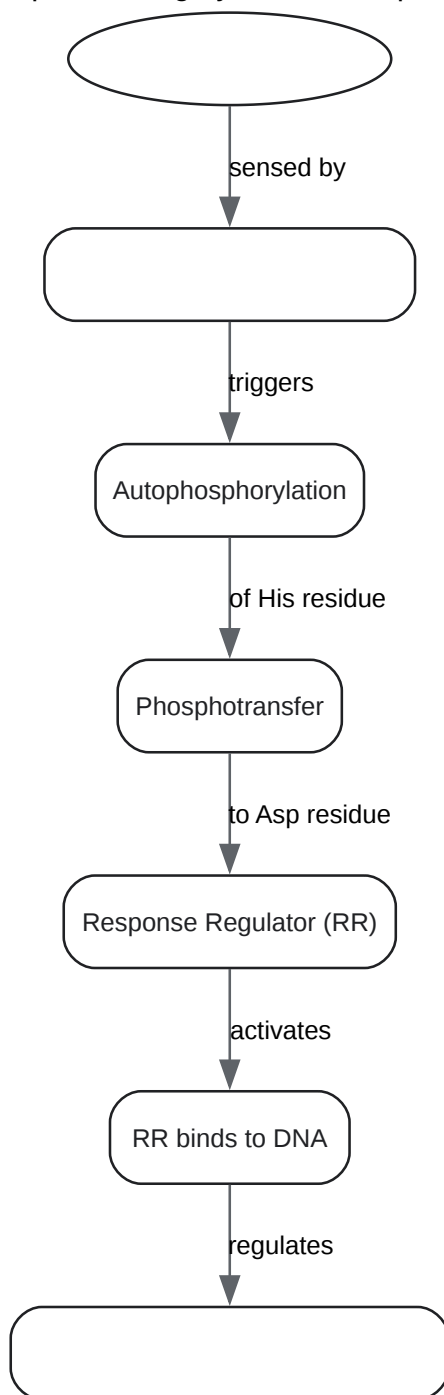 sensed by
triggers
Autophosphorylation
of His residue
Phosphotransfer
to Asp residue
Response Regulator (RR)
activates
RR binds to DNA
regulates